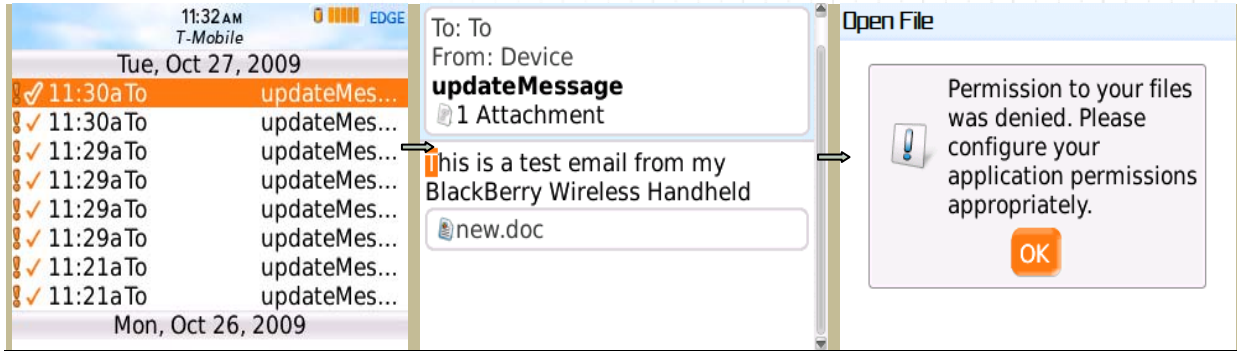 11:32AM EDGE
T-Mobile
Tue, Oct 27, 2009
11:30a To updateMes...
11:30a To updateMes...
11:29a To updateMes...
11:29a To updateMes...
11:29a To updateMes...
11:29a To updateMes...
11:21a To updateMes...
11:21a To updateMes...
Mon, Oct 26, 2009
To: To
From: Device
updateMessage
1 Attachment
This is a test email from my
BlackBerry Wireless Handheld
new.doc
Open File
Permission to your files
was denied. Please
configure your
application permissions
appropriately.
OK